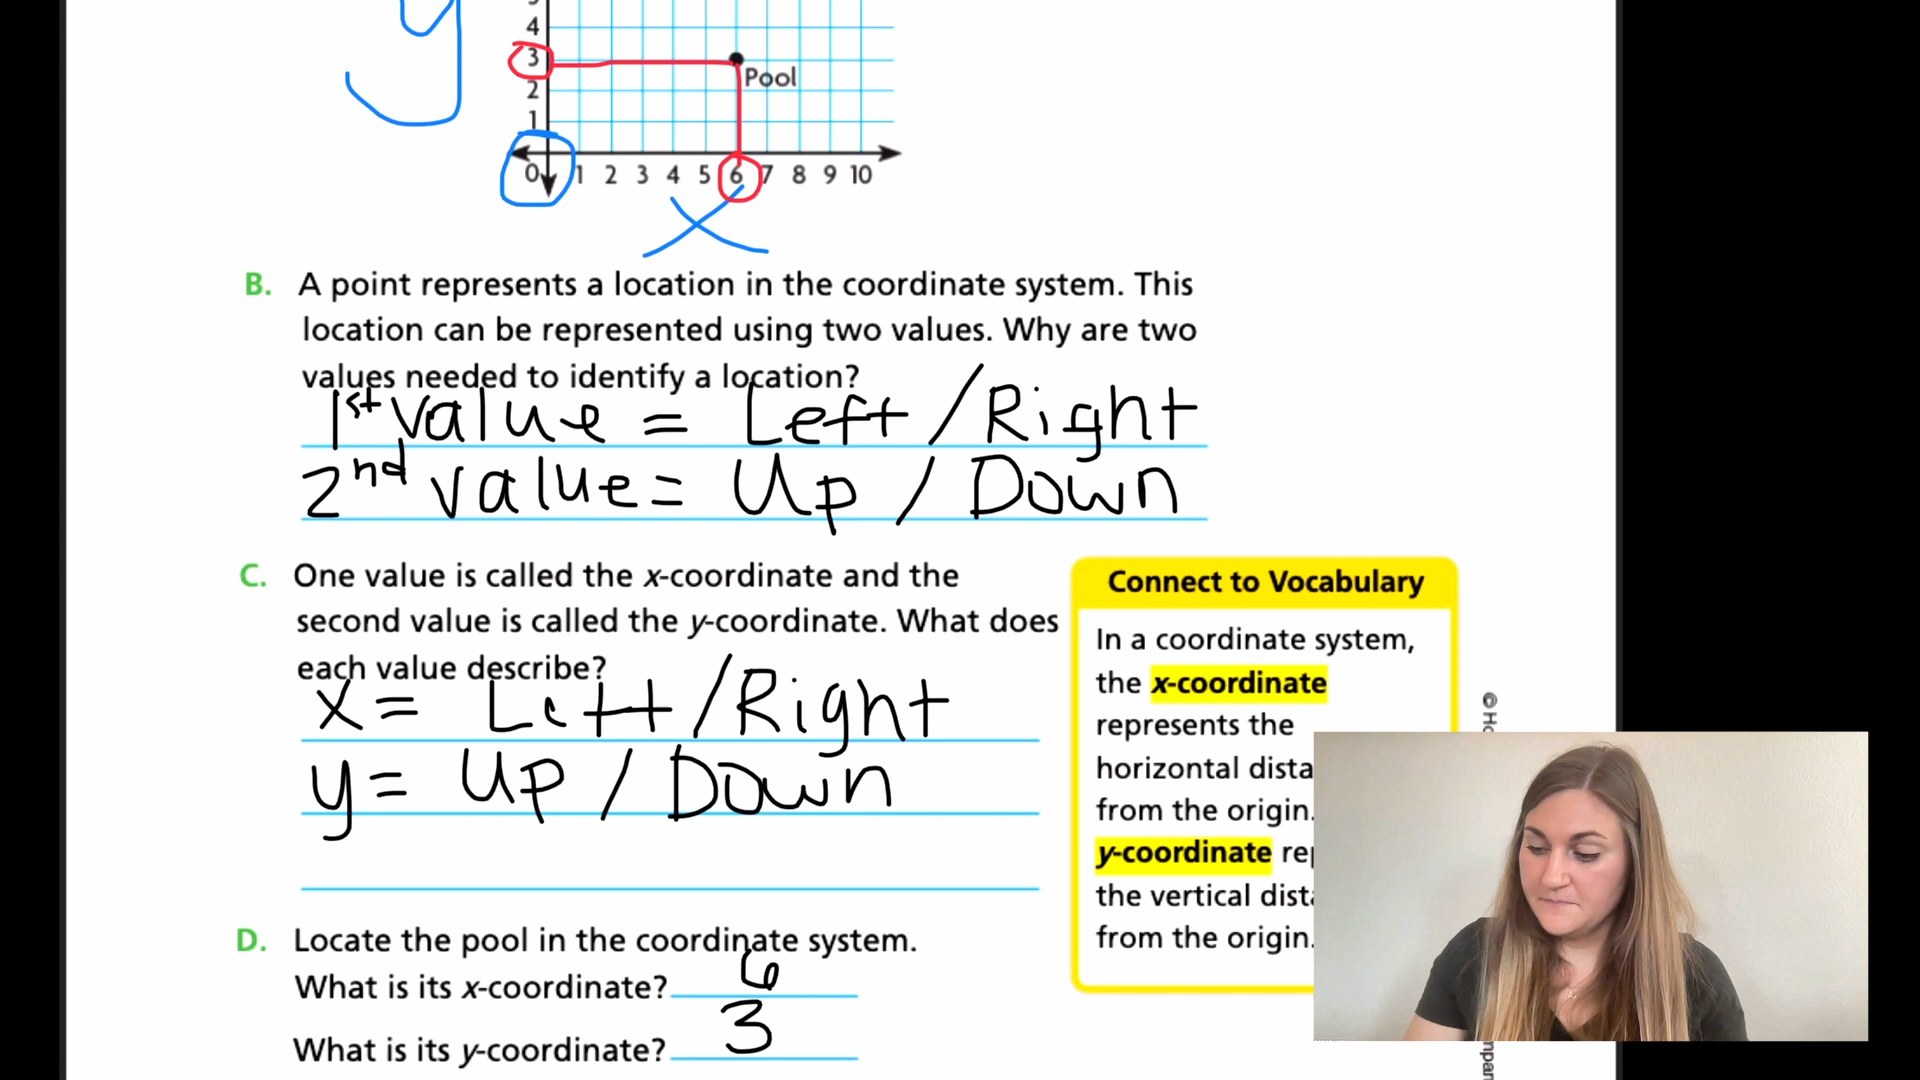 y
4
3
Pool
2
1
0 1 2 3 4 5 6 7 8 9 10
x
B. A point represents a location in the coordinate system. This
location can be represented using two values. Why are two
values needed to identify a location?
1st value = Left / Right
2nd value = Up / Down
C. One value is called the x-coordinate and the
second value is called the y-coordinate. What does
each value describe?
x = Left / Right
y = Up / Down
Connect to Vocabulary
In a coordinate system,
the x-coordinate
represents the
horizontal
from the origin.
y-coordinate
the vertical
from the origin.
D. Locate the pool in the coordinate system.
What is its x-coordinate? 6
What is its y-coordinate? 3
©